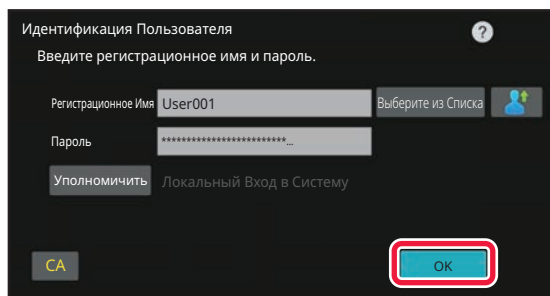 Идентификация Пользователя ?
Введите регистрационное имя и пароль.
Регистрационное Имя User001 Выберите из Списка
Пароль *************************...
Уполномичить Локальный Вход в Систему
CA OK